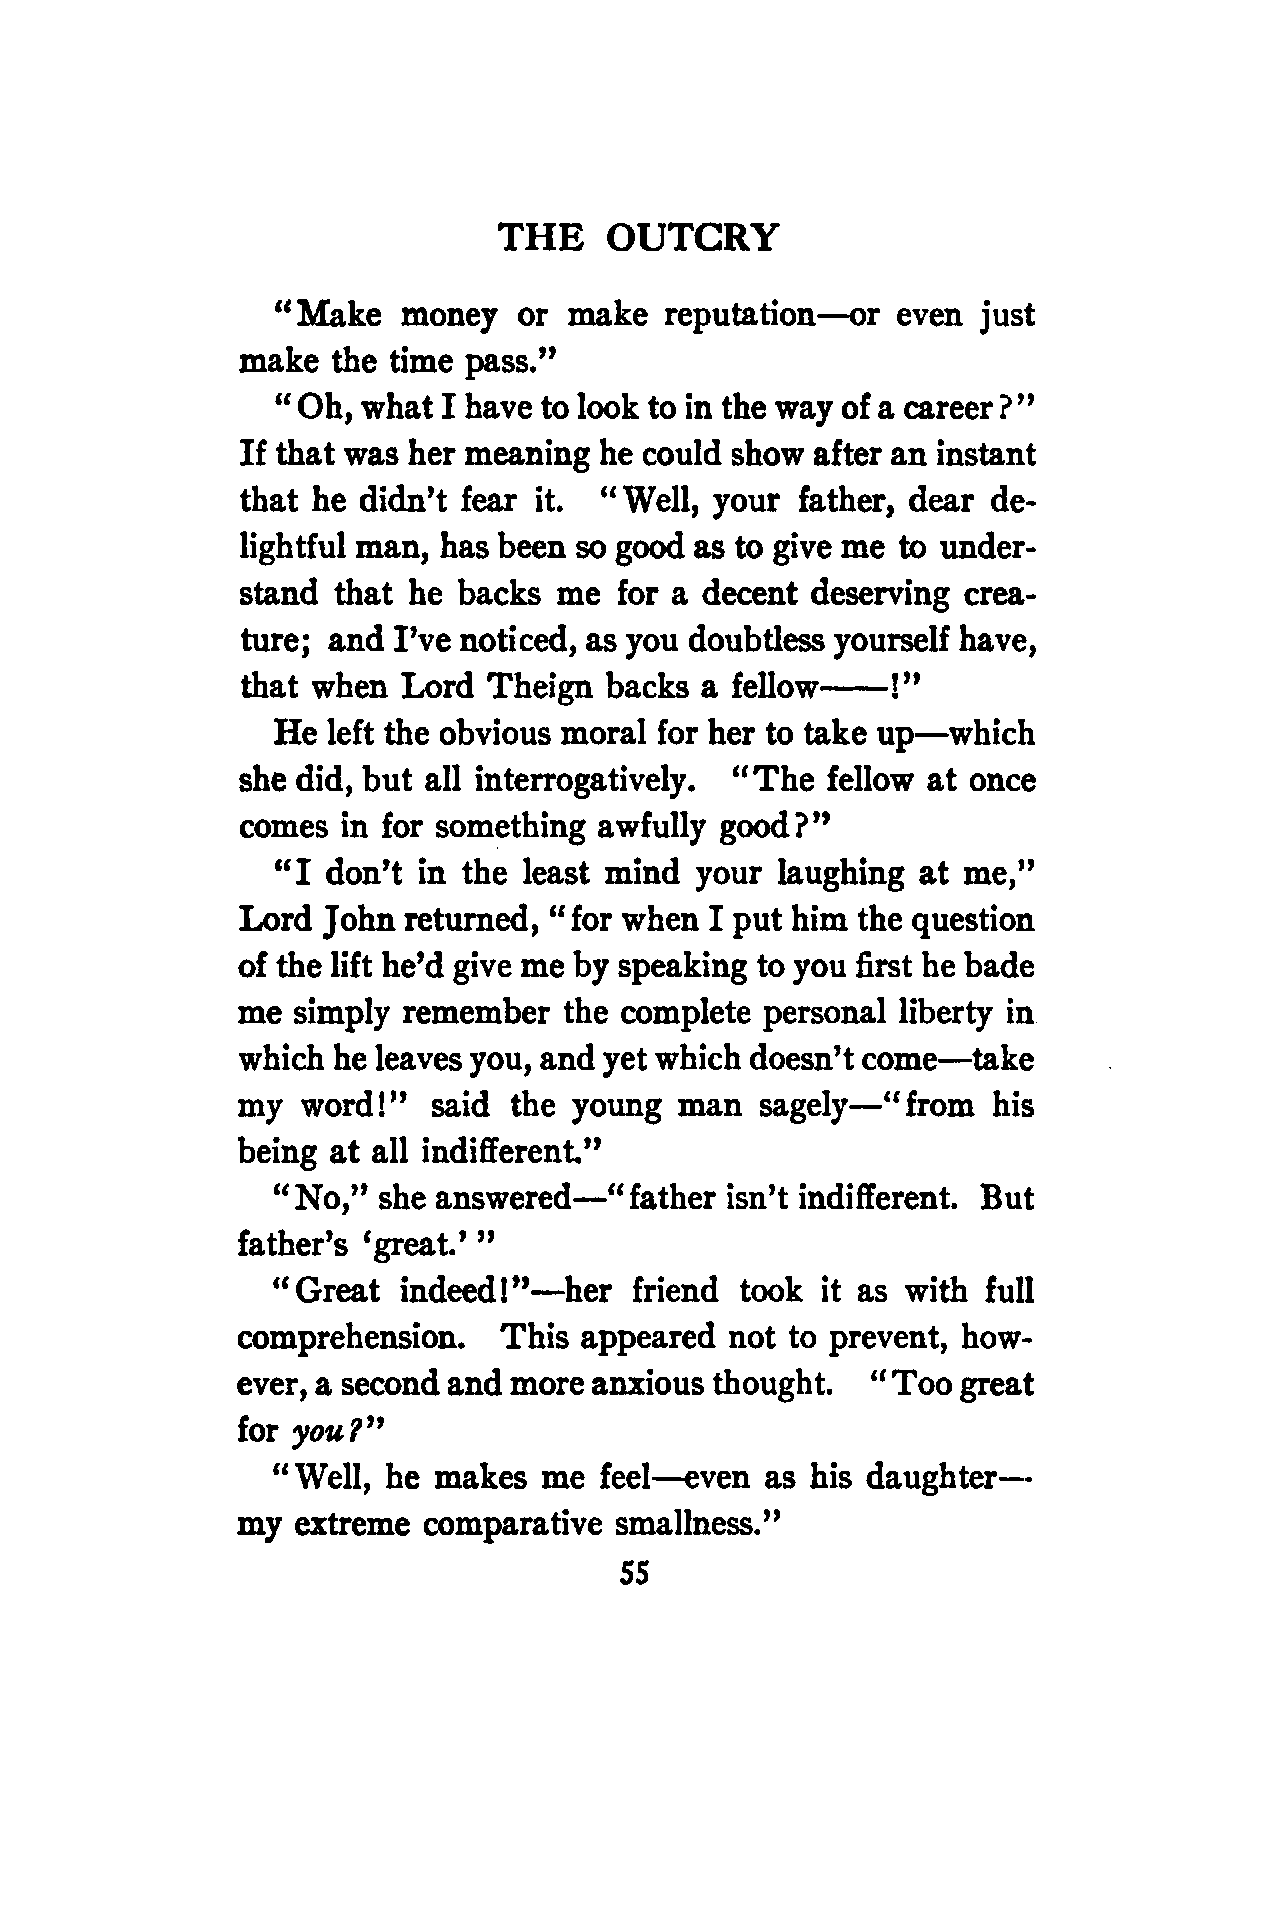 THE OUTCRY
“Make money or make reputation—or even just
make the time pass.”
“Oh, what I have to look to in the way of a career?”
If that was her meaning he could show after an instant
that he didn’t fear it. “Well, your father, dear de-
lightful man, has been so good as to give me to under-
stand that he backs me for a decent deserving crea-
ture; and I’ve noticed, as you doubtless yourself have,
that when Lord Theign backs a fellow——!”
He left the obvious moral for her to take up—which
she did, but all interrogatively. “The fellow at once
comes in for something awfully good?”
“I don’t in the least mind your laughing at me,”
Lord John returned, “for when I put him the question
of the lift he’d give me by speaking to you first he bade
me simply remember the complete personal liberty in
which he leaves you, and yet which doesn’t come—take
my word!” said the young man sagely—“from his
being at all indifferent.”
“No,” she answered—“father isn’t indifferent. But
father’s ‘great.’ ”
“Great indeed!”—her friend took it as with full
comprehension. This appeared not to prevent, how-
ever, a second and more anxious thought. “Too great
for you?”
“Well, he makes me feel—even as his daughter—
my extreme comparative smallness.”
55